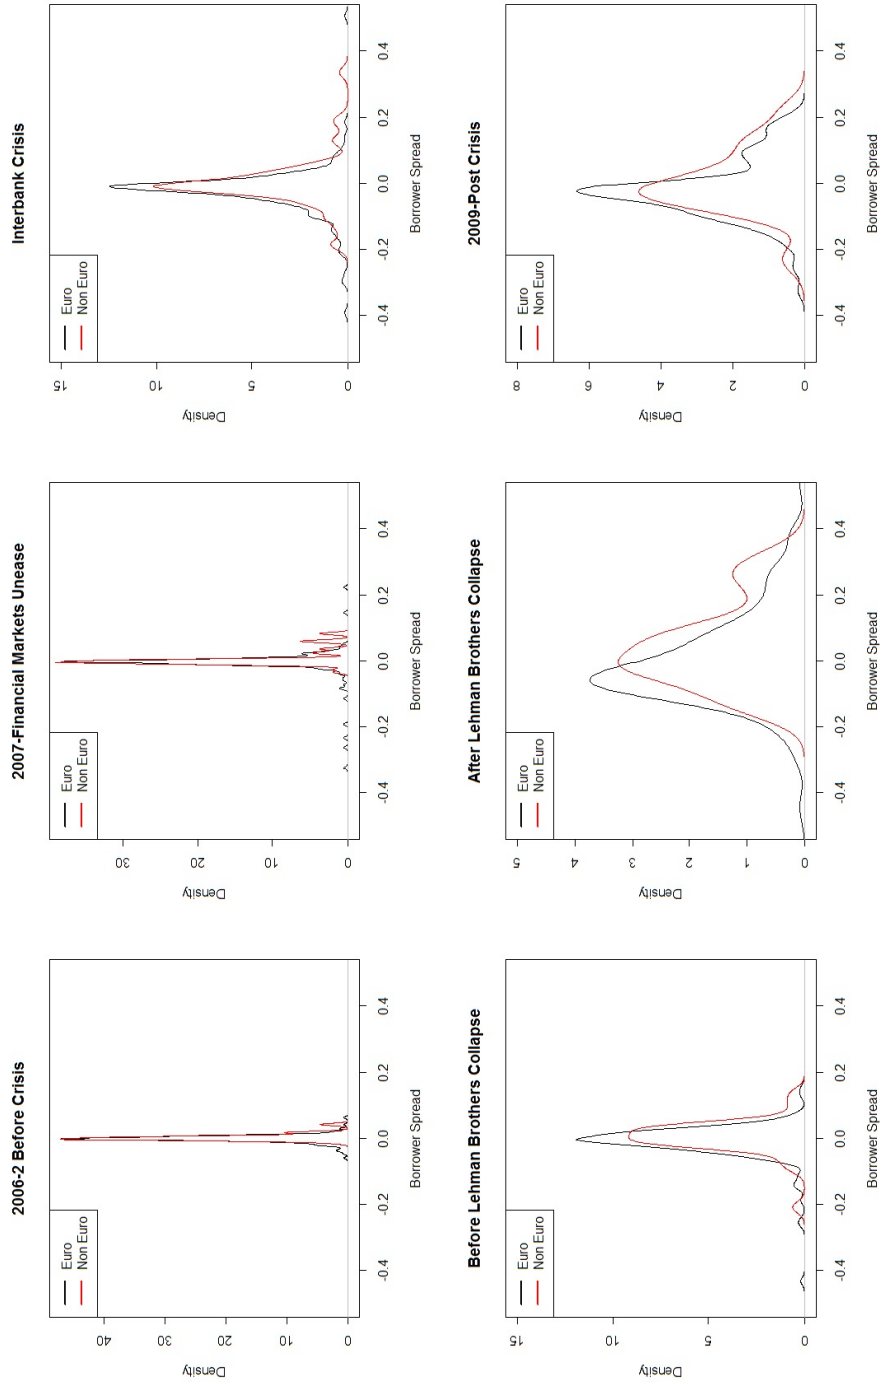 2006-2 Before Crisis
Euro
Non Euro
Density
40
30
20
10
0
-0.4 -0.2 0.0 0.2 0.4
Borrower Spread
2007-Financial Markets Unease
Euro
Non Euro
Density
30
20
10
0
-0.4 -0.2 0.0 0.2 0.4
Borrower Spread
Interbank Crisis
Euro
Non Euro
Density
15
10
5
0
-0.4 -0.2 0.0 0.2 0.4
Borrower Spread
Before Lehman Brothers Collapse
Euro
Non Euro
Density
15
10
5
0
-0.4 -0.2 0.0 0.2 0.4
Borrower Spread
After Lehman Brothers Collapse
Euro
Non Euro
Density
5
4
3
2
1
0
-0.4 -0.2 0.0 0.2 0.4
Borrower Spread
2009-Post Crisis
Euro
Non Euro
Density
8
6
4
2
0
-0.4 -0.2 0.0 0.2 0.4
Borrower Spread